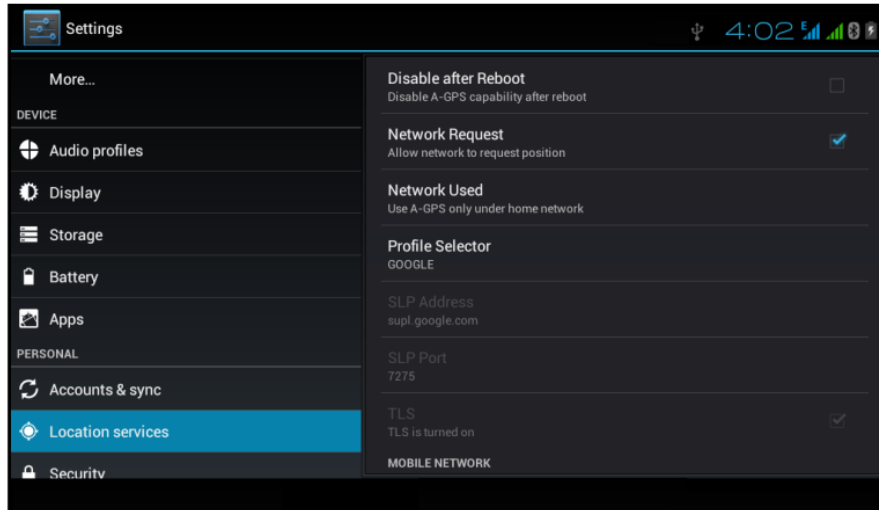 Settings
4:02
E
More...
DEVICE
Audio profiles
Display
Storage
Battery
Apps
PERSONAL
Accounts & sync
Location services
Security
Disable after Reboot
Disable A-GPS capability after reboot
Network Request
Allow network to request position
Network Used
Use A-GPS only under home network
Profile Selector
GOOGLE
SLP Address
supl.google.com
SLP Port
7275
TLS
TLS is turned on
MOBILE NETWORK